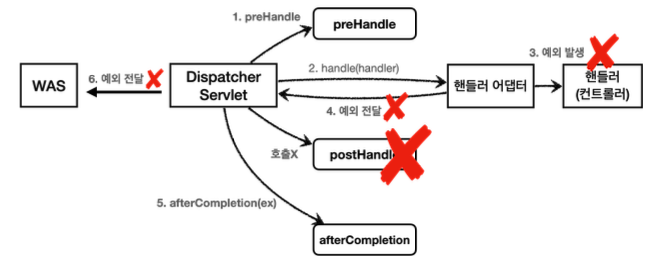 1. preHandle
preHandle
3. 예외 발생
2. handle(handler)
6. 예외 전달
WAS
Dispatcher
Servlet
핸들러 어댑터
핸들러
(컨트롤러)
4. 예외 전달
호출X
postHandle
5. afterCompletion(ex)
afterCompletion